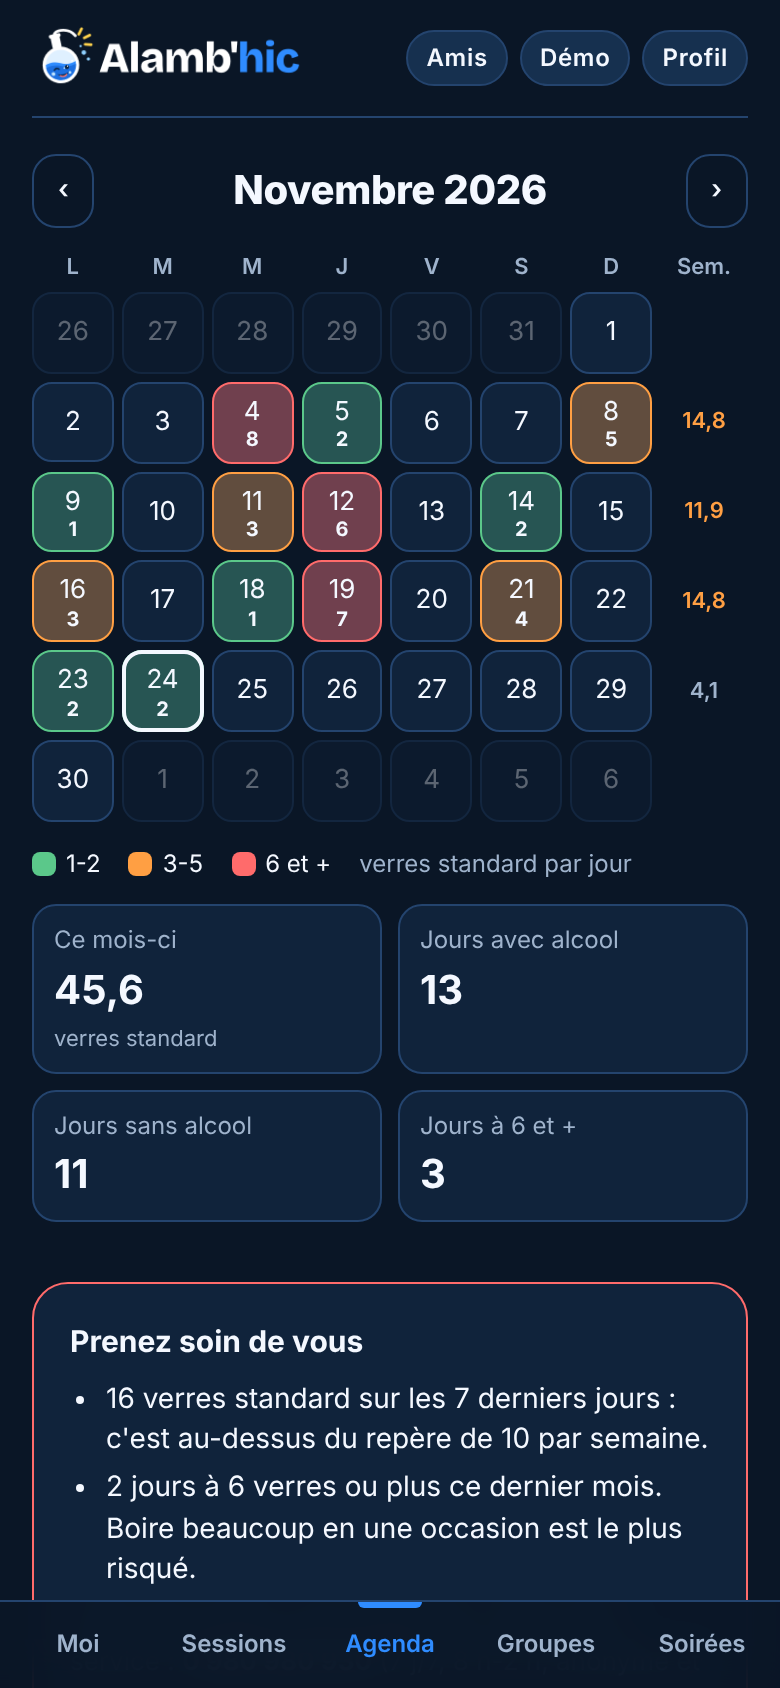 Alamb'hic
Amis
Démo
Profil
‹
Novembre 2026
›
L M M J V S D Sem.
26 27 28 29 30 31 1
2 3 4 5 6 7 8
8 2 5
14,8
9 10 11 12 13 14 15
1 3 6 2
11,9
16 17 18 19 20 21 22
3 1 7 4
14,8
23 24 25 26 27 28 29
2 2
4,1
30 1 2 3 4 5 6
1-2 3-5 6 et + verres standard par jour
Ce mois-ci
45,6
verres standard
Jours avec alcool
13
Jours sans alcool
11
Jours à 6 et +
3
Prenez soin de vous
• 16 verres standard sur les 7 derniers jours :
c'est au-dessus du repère de 10 par semaine.
• 2 jours à 6 verres ou plus ce dernier mois.
Boire beaucoup en une occasion est le plus
risqué.
Moi Sessions Agenda Groupes Soirées